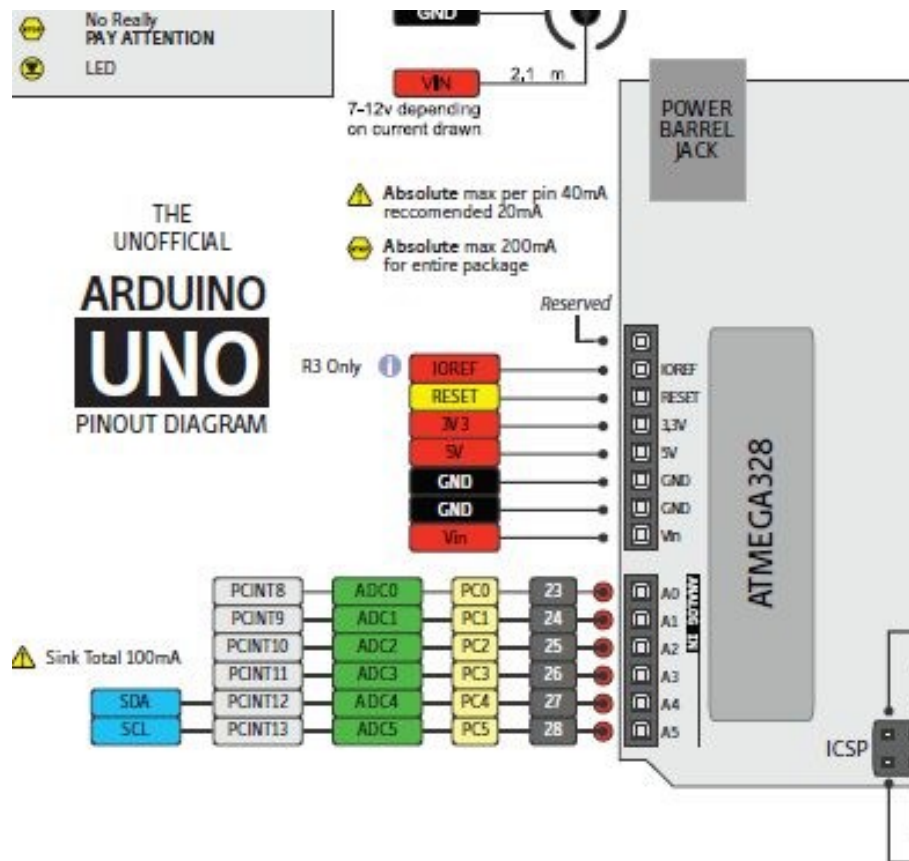 No Really
PAY ATTENTION
LED
GND
VIN
2,1 m
7-12v depending
on current drawn
POWER
BARREL
JACK
Absolute max per pin 40mA
reccomended 20mA
Absolute max 200mA
for entire package
THE
UNOFFICIAL
ARDUINO
UNO
PINOUT DIAGRAM
Reserved
R3 Only IOREF IOREF
RESET RESET
3V3 3,3V
5V 5V
GND GND
GND GND
Vin Vin
ATMEGA328
PCINT8 ADC0 PC0 23 A0
PCINT9 ADC1 PC1 24 A1
PCINT10 ADC2 PC2 25 A2
PCINT11 ADC3 PC3 26 A3
SDA PCINT12 ADC4 PC4 27 A4
SCL PCINT13 ADC5 PC5 28 A5
ANALOG IN
Sink Total 100mA
ICSP